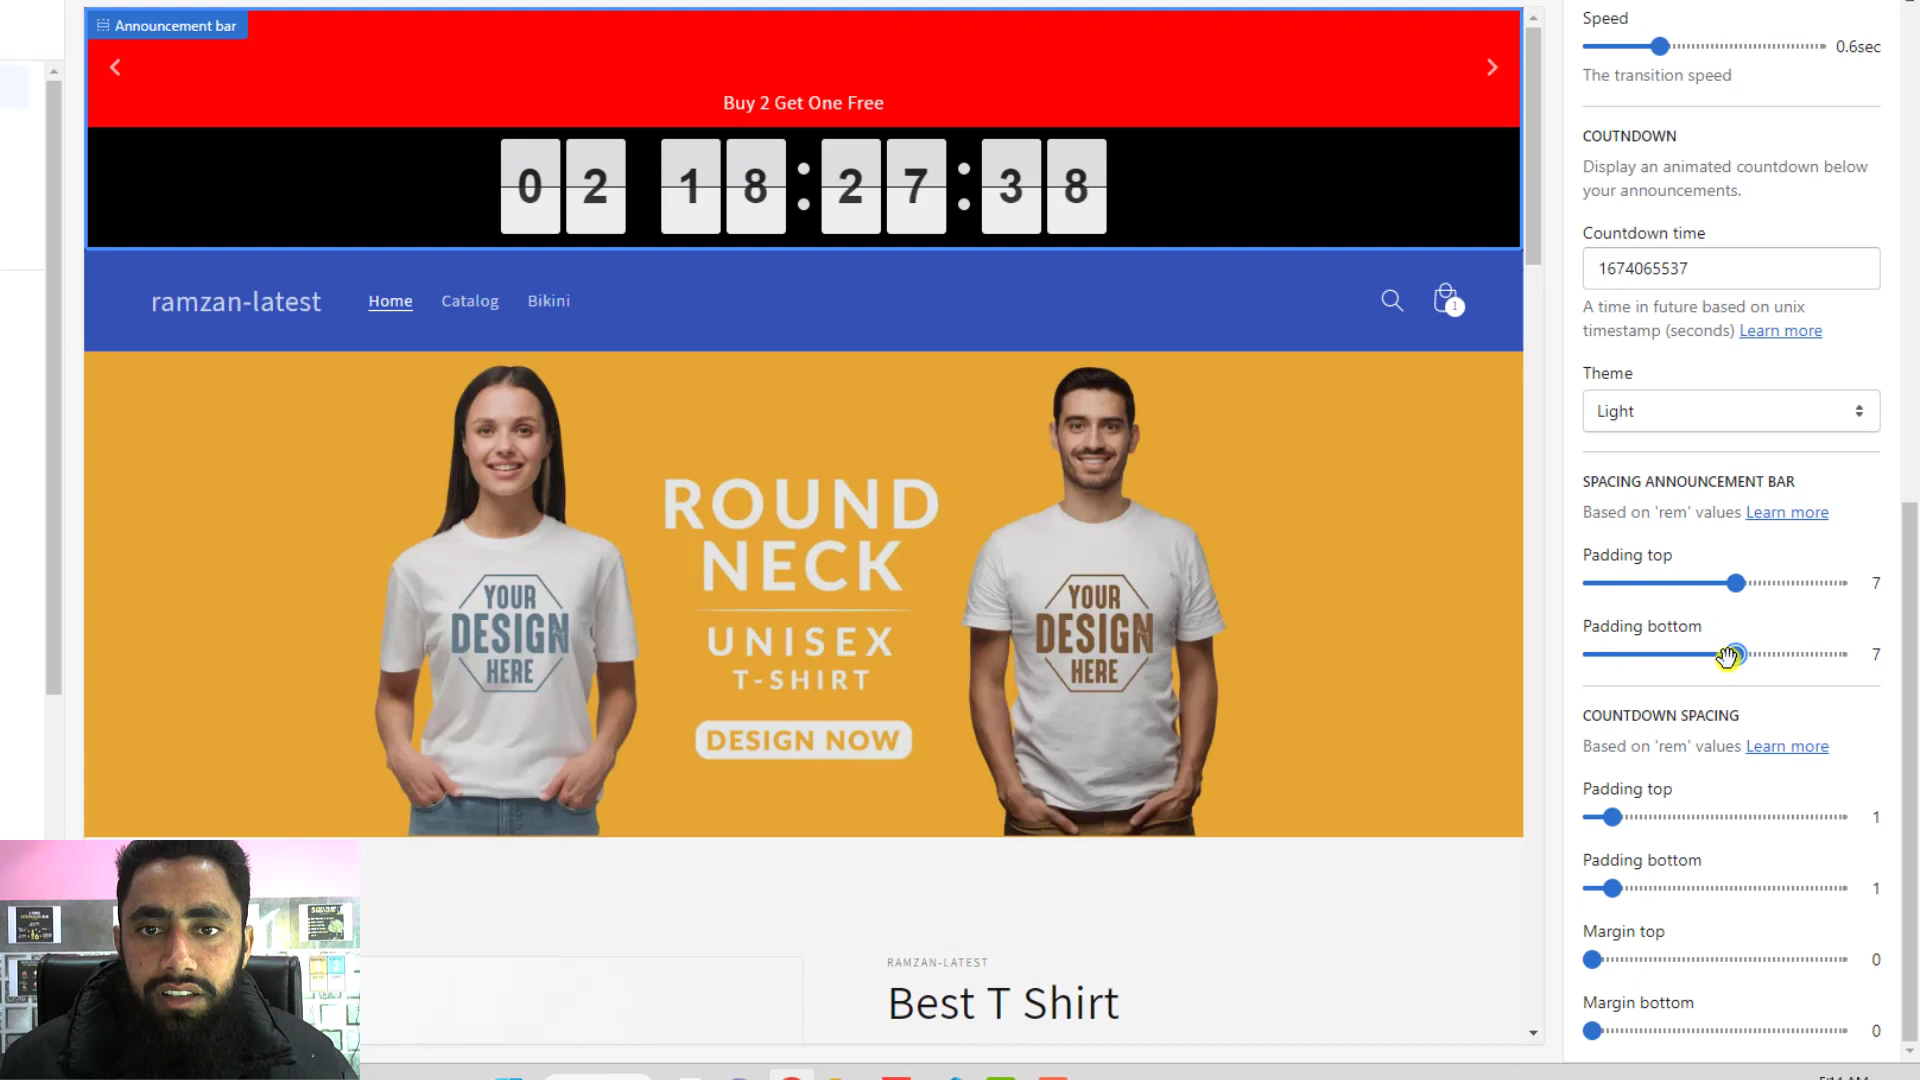 Announcement bar
Buy 2 Get One Free
0 2 1 8 : 2 7 : 3 8
ramzan-latest Home Catalog Bikini
1
ROUND
NECK
UNISEX
T-SHIRT
DESIGN NOW
YOUR
DESIGN
HERE
YOUR
DESIGN
HERE
RAMZAN-LATEST
Best T Shirt
Speed
0.6sec
The transition speed
COUTNDOWN
Display an animated countdown below
your announcements.
Countdown time
1674065537
A time in future based on unix
timestamp (seconds) Learn more
Theme
Light
SPACING ANNOUNCEMENT BAR
Based on 'rem' values Learn more
Padding top
7
Padding bottom
7
COUNTDOWN SPACING
Based on 'rem' values Learn more
Padding top
1
Padding bottom
1
Margin top
0
Margin bottom
0